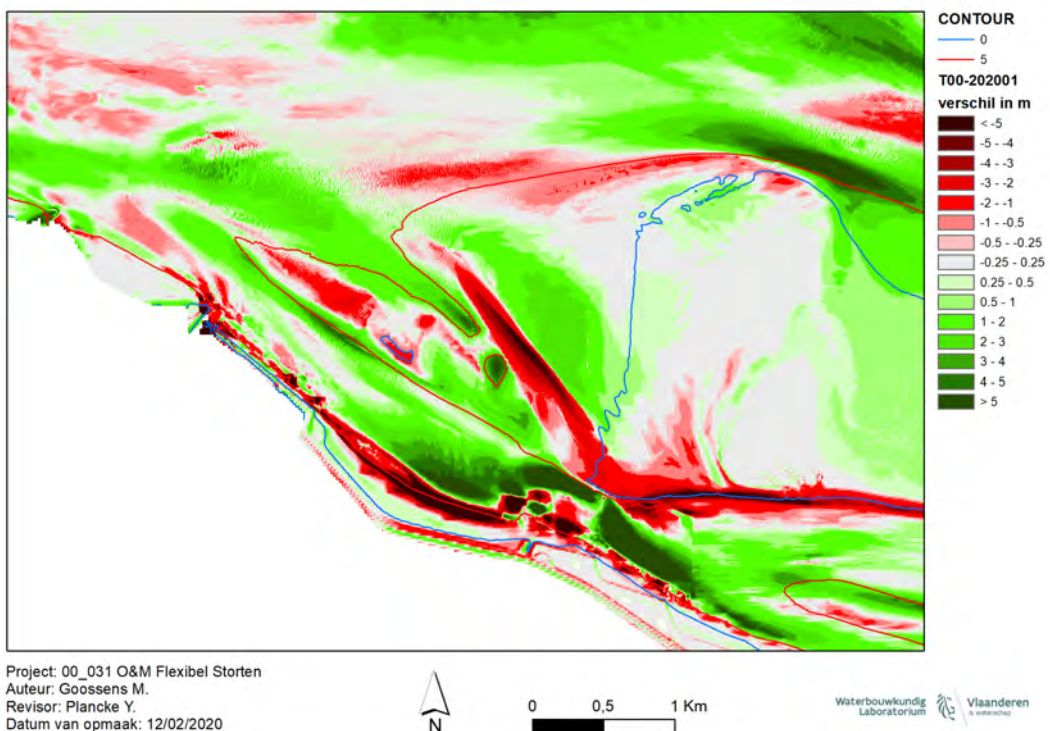 CONTOUR
0
5
T00-202001
verschil in m
< -5
-5 - -4
-4 - -3
-3 - -2
-2 - -1
-1 - -0.5
-0.5 - -0.25
-0.25 - 0.25
0.25 - 0.5
0.5 - 1
1 - 2
2 - 3
3 - 4
4 - 5
> 5
Project: 00_031 O&M Flexibel Storten
Auteur: Goossens M.
Revisor: Plancke Y.
Datum van opmaak: 12/02/2020
N
0 0,5 1 Km
Waterbouwkundig
Laboratorium
Vlaanderen
is wetenschap